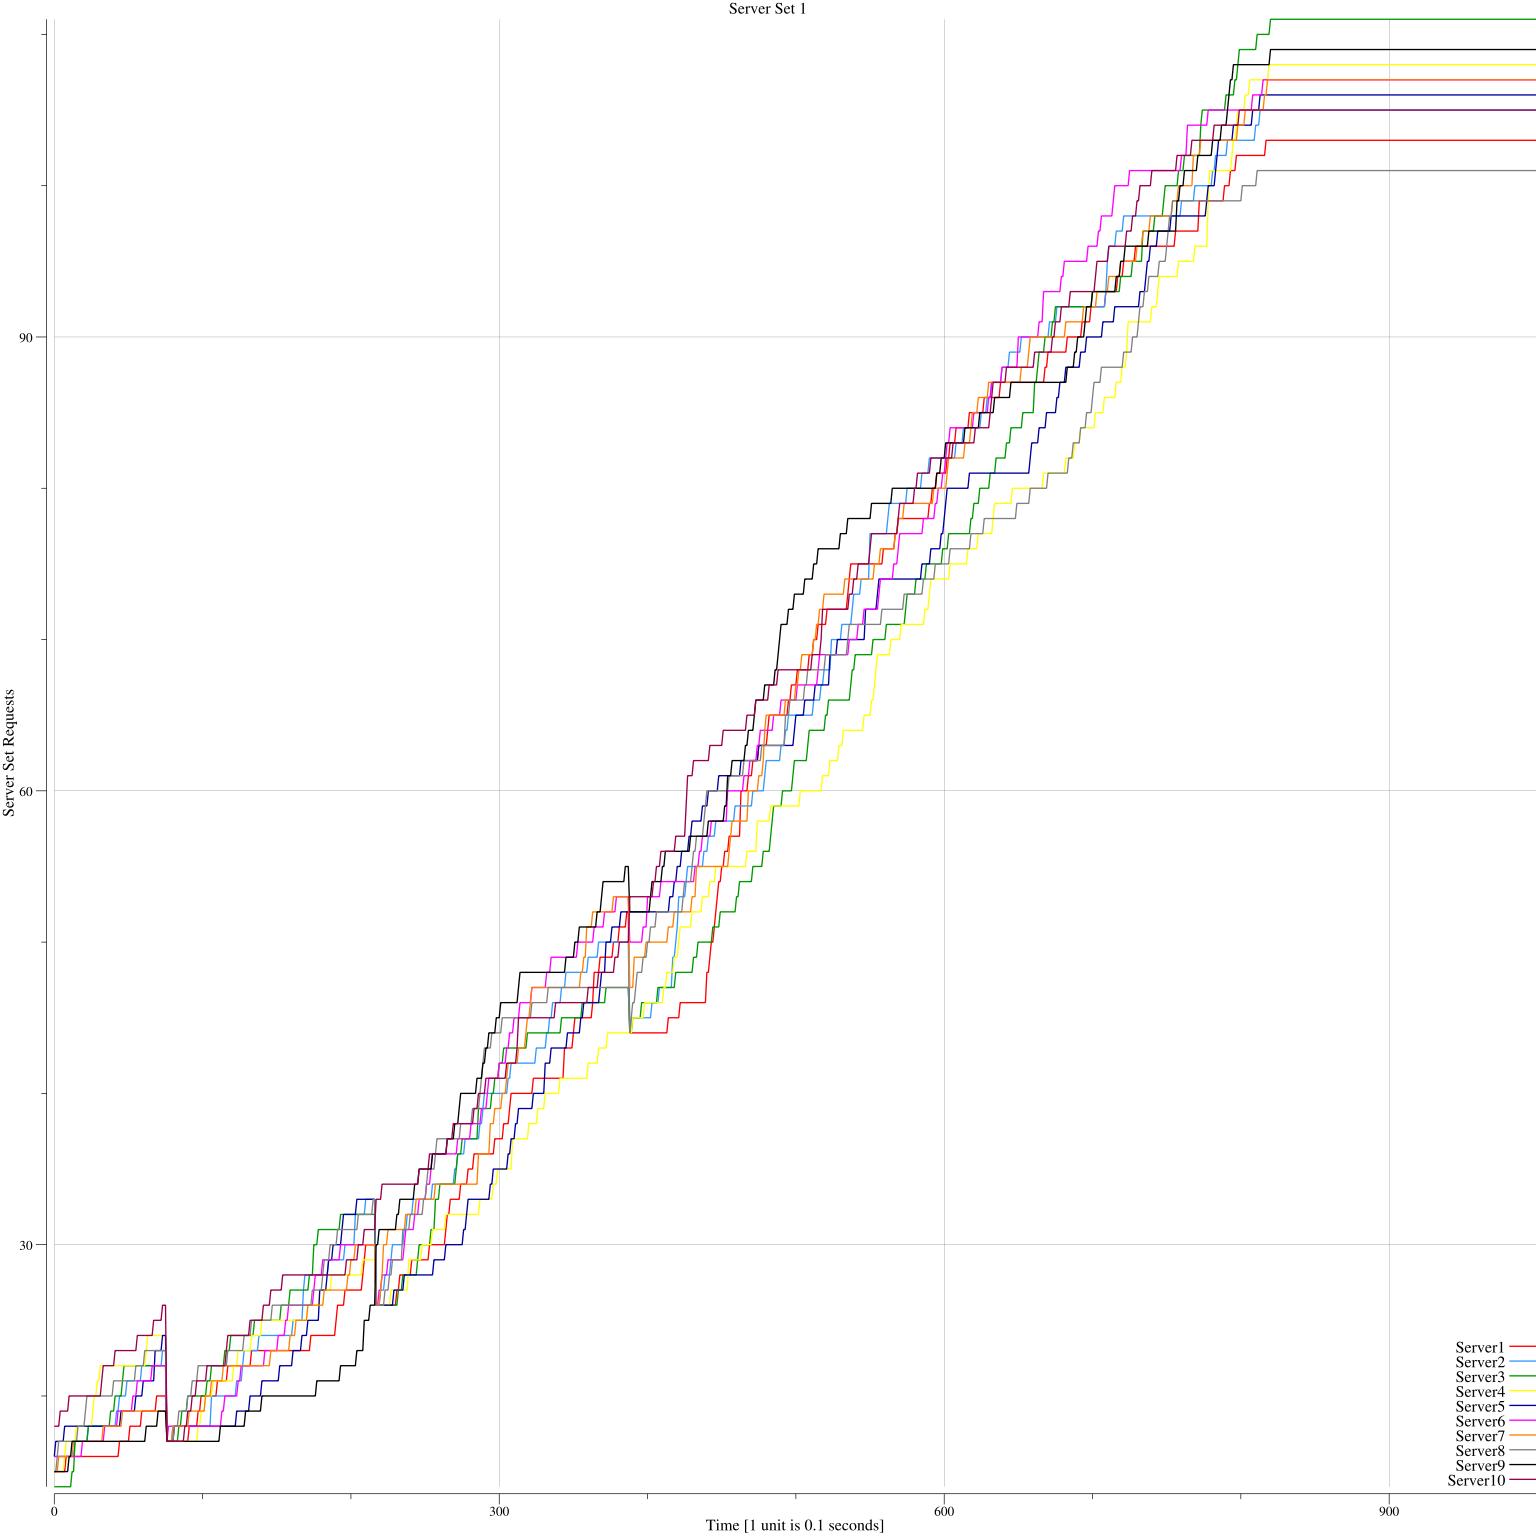 Server Set 1
Server Set Requests
90
60
30
0 300 600 900
Time [1 unit is 0.1 seconds]
Server1
Server2
Server3
Server4
Server5
Server6
Server7
Server8
Server9
Server10